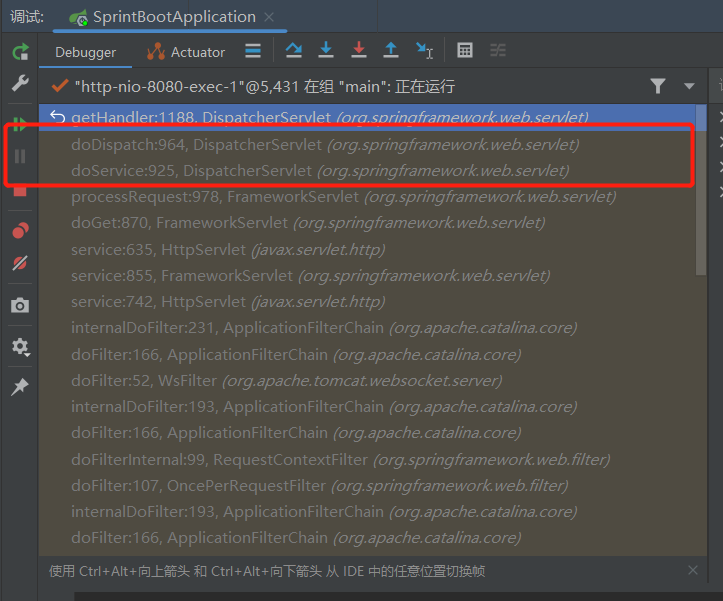 调试:
SprintBootApplication
Debugger
Actuator
"http-nio-8080-exec-1"@5,431 在组 "main": 正在运行
getHandler:1188, DispatcherServlet (org.springframework.web.servlet)
doDispatch:964, DispatcherServlet (org.springframework.web.servlet)
doService:925, DispatcherServlet (org.springframework.web.servlet)
processRequest:978, FrameworkServlet (org.springframework.web.servlet)
doGet:870, FrameworkServlet (org.springframework.web.servlet)
service:635, HttpServlet (javax.servlet.http)
service:855, FrameworkServlet (org.springframework.web.servlet)
service:742, HttpServlet (javax.servlet.http)
internalDoFilter:231, ApplicationFilterChain (org.apache.catalina.core)
doFilter:166, ApplicationFilterChain (org.apache.catalina.core)
doFilter:52, WsFilter (org.apache.tomcat.websocket.server)
internalDoFilter:193, ApplicationFilterChain (org.apache.catalina.core)
doFilter:166, ApplicationFilterChain (org.apache.catalina.core)
doFilterInternal:99, RequestContextFilter (org.springframework.web.filter)
doFilter:107, OncePerRequestFilter (org.springframework.web.filter)
internalDoFilter:193, ApplicationFilterChain (org.apache.catalina.core)
doFilter:166, ApplicationFilterChain (org.apache.catalina.core)
使用 Ctrl+Alt+向上箭头 和 Ctrl+Alt+向下箭头 从 IDE 中的任意位置切换帧